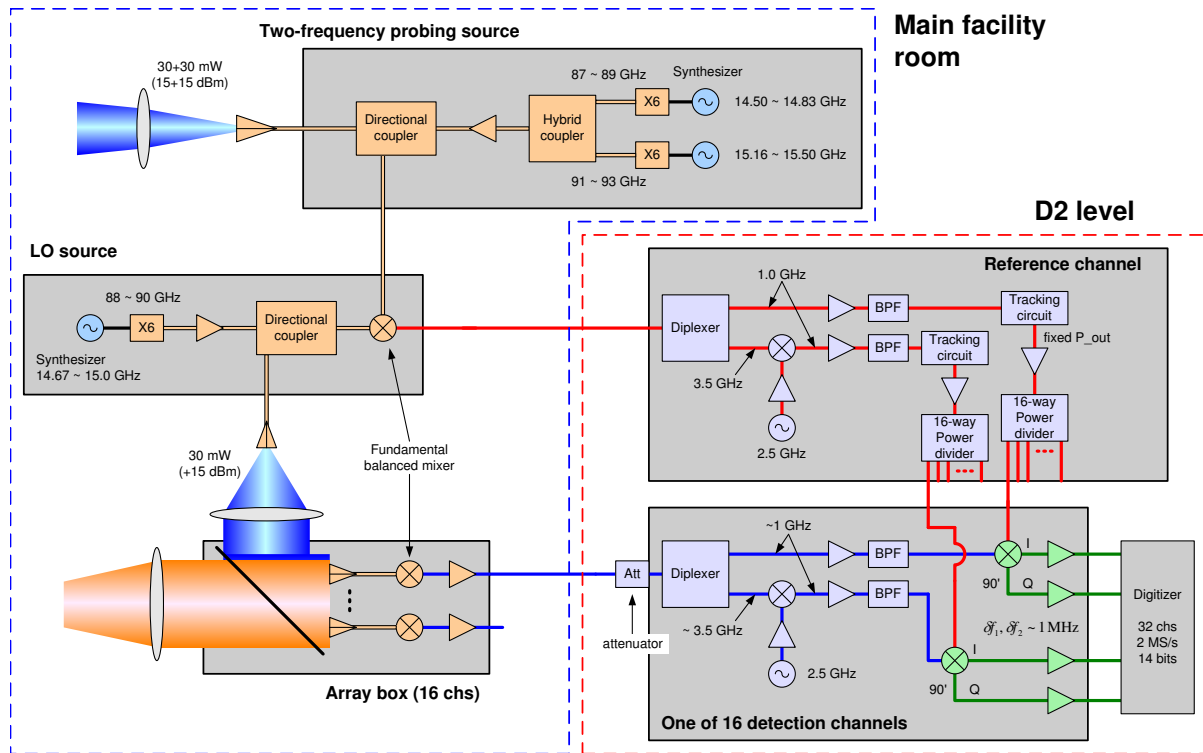 Main facility
room
Two-frequency probing source
30+30 mW
(15+15 dBm)
87 ~ 89 GHz
Synthesizer
X6
14.50 ~ 14.83 GHz
Directional
coupler
Hybrid
coupler
X6
15.16 ~ 15.50 GHz
91 ~ 93 GHz
D2 level
LO source
88 ~ 90 GHz
X6
Directional
coupler
Synthesizer
14.67 ~ 15.0 GHz
Reference channel
1.0 GHz
Diplexer
BPF
Tracking
circuit
BPF
Tracking
circuit
fixed P_out
3.5 GHz
16-way
Power
divider
16-way
Power
divider
2.5 GHz
30 mW
(+15 dBm)
Fundamental
balanced mixer
~1 GHz
Att
Diplexer
BPF
I
90' Q
BPF
~ 3.5 GHz
attenuator
δf₁, δf₂ ~ 1 MHz
I
2.5 GHz
90' Q
Digitizer
32 chs
2 MS/s
14 bits
Array box (16 chs)
One of 16 detection channels